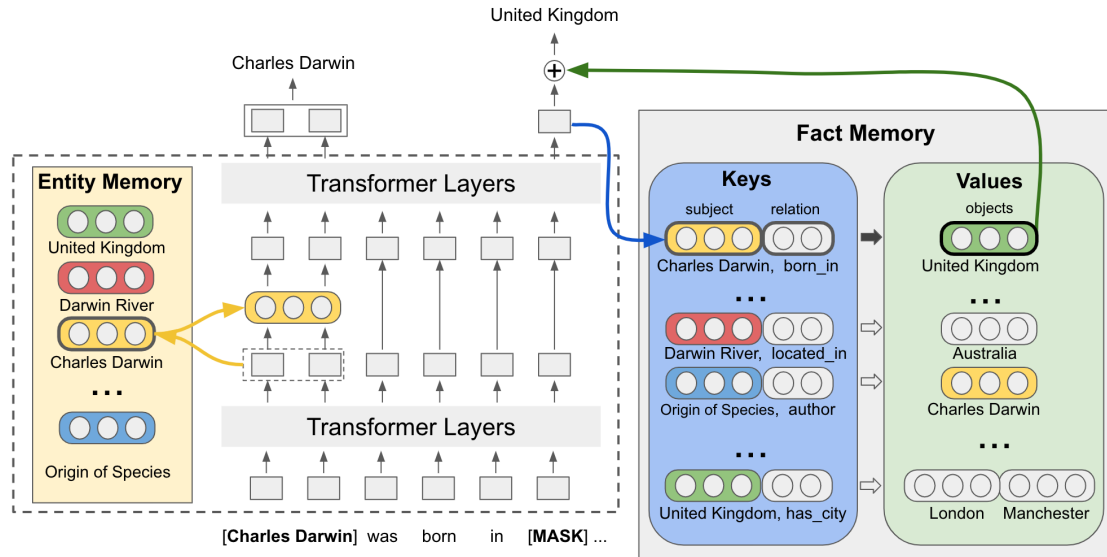 United Kingdom
Charles Darwin
Entity Memory
United Kingdom
Darwin River
Charles Darwin
...
Origin of Species
Transformer Layers
Transformer Layers
[Charles Darwin] was born in [MASK] ...
Fact Memory
Keys
subject relation
Charles Darwin, born_in
...
Darwin River, located_in
Origin of Species, author
...
United Kingdom, has_city
Values
objects
United Kingdom
...
Australia
Charles Darwin
...
London Manchester